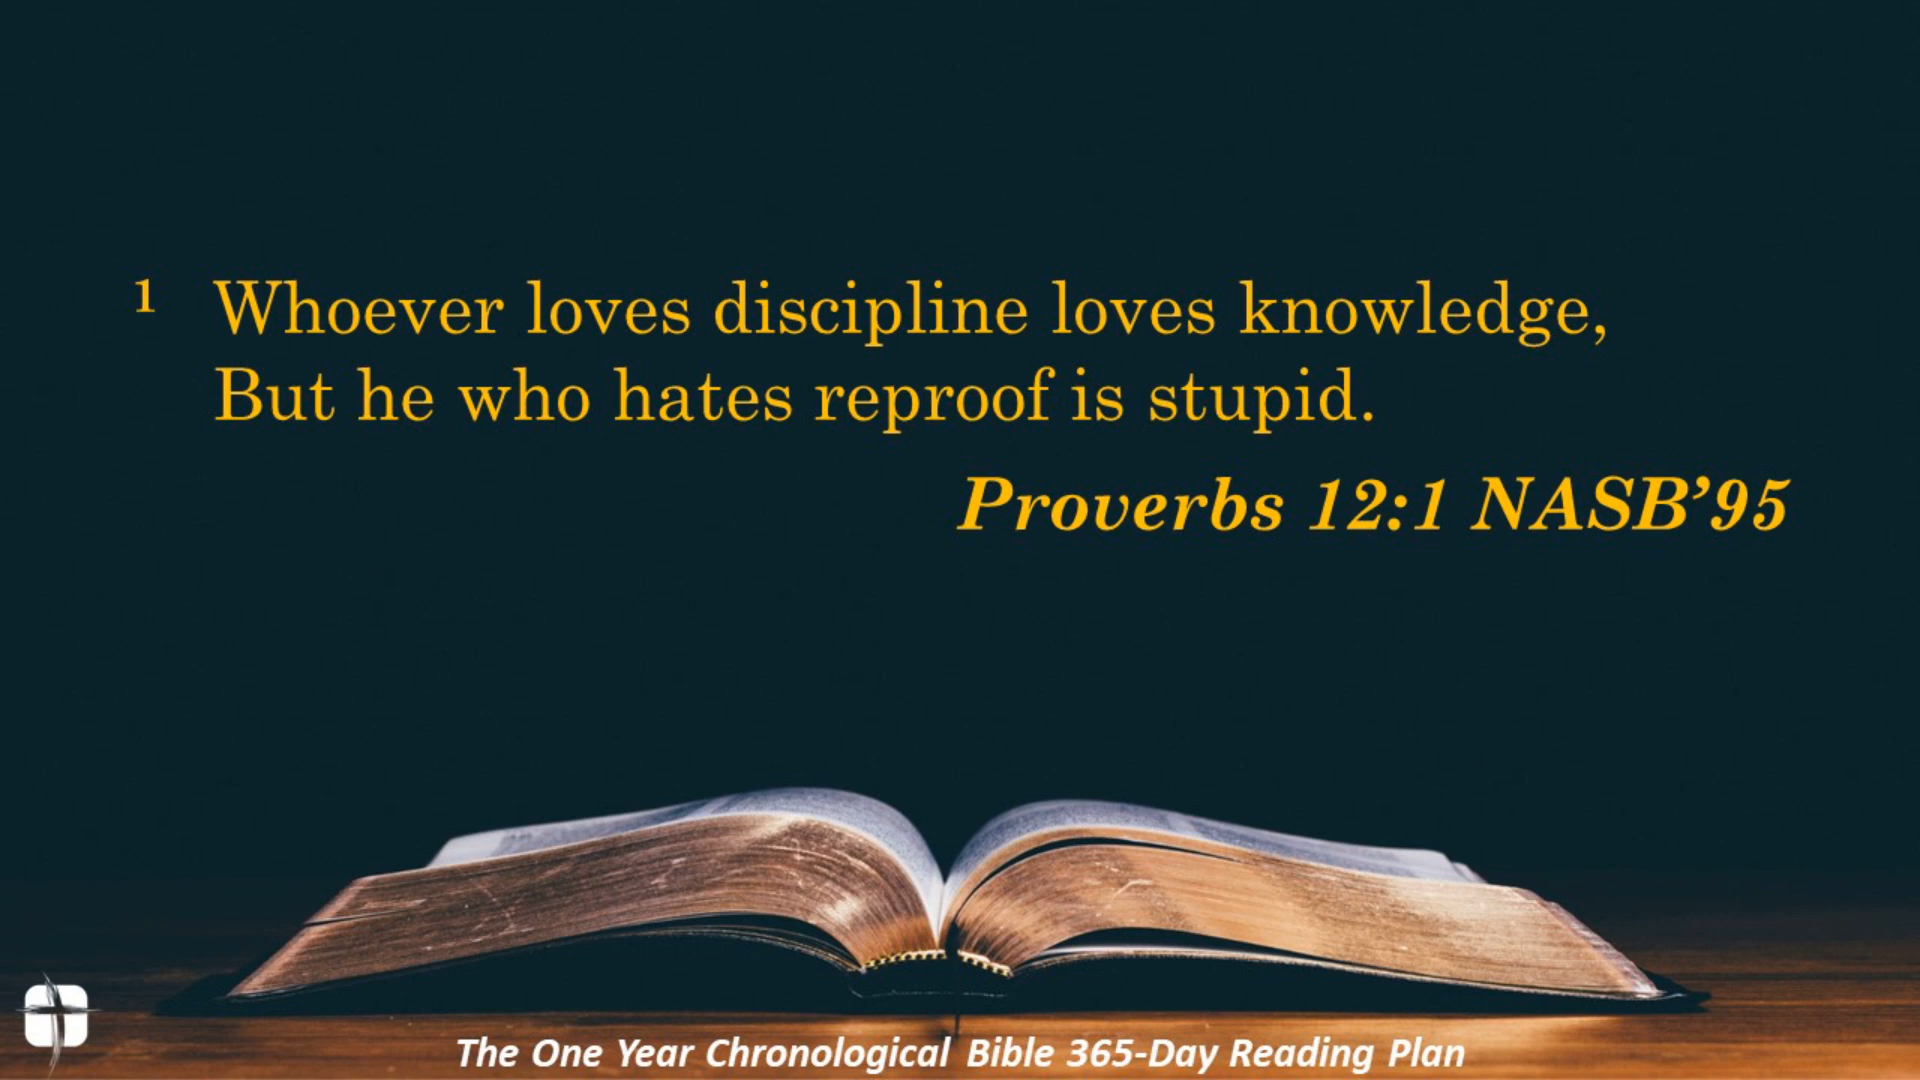 1 Whoever loves discipline loves knowledge,
But he who hates reproof is stupid.
Proverbs 12:1 NASB’95
The One Year Chronological Bible 365-Day Reading Plan